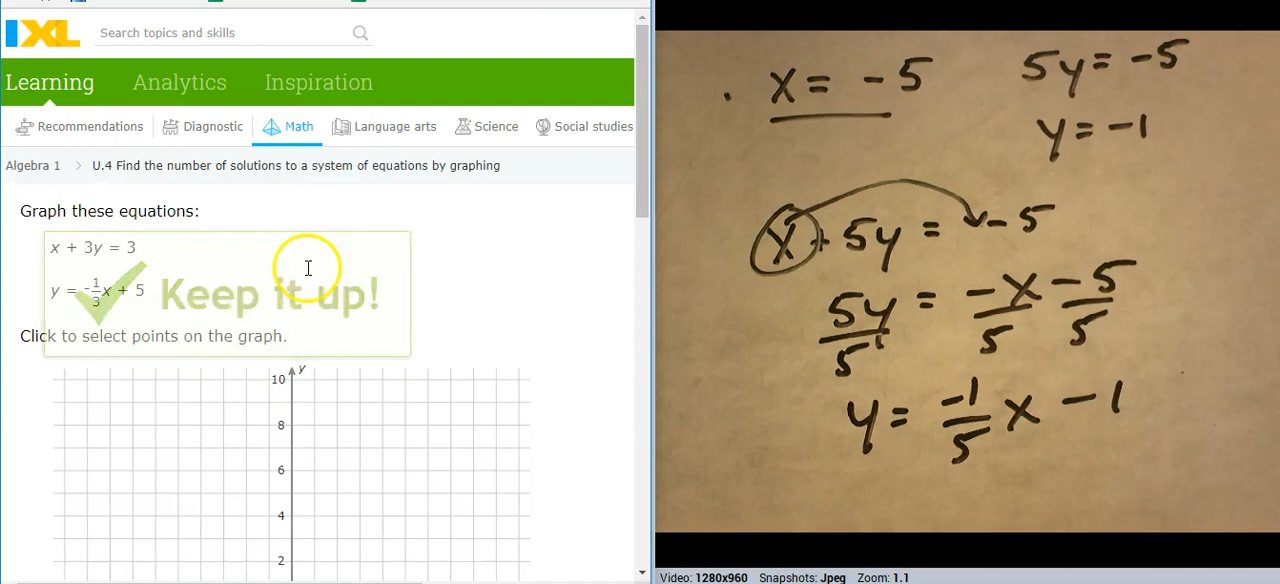 IXL Search topics and skills
Learning Analytics Inspiration
Recommendations Diagnostic Math Language arts Science Social studies
Algebra 1 > U.4 Find the number of solutions to a system of equations by graphing
Graph these equations:
x + 3y = 3
y = -1/3x + 5
Keep it up!
Click to select points on the graph.
y
10
8
6
4
2
. x = -5
5y = -5
y = -1
x + 5y = -5
5y/5 = -x/5 -5/5
y = -1/5 x - 1
Video: 1280x960 Snapshots: Jpeg Zoom: 1.1